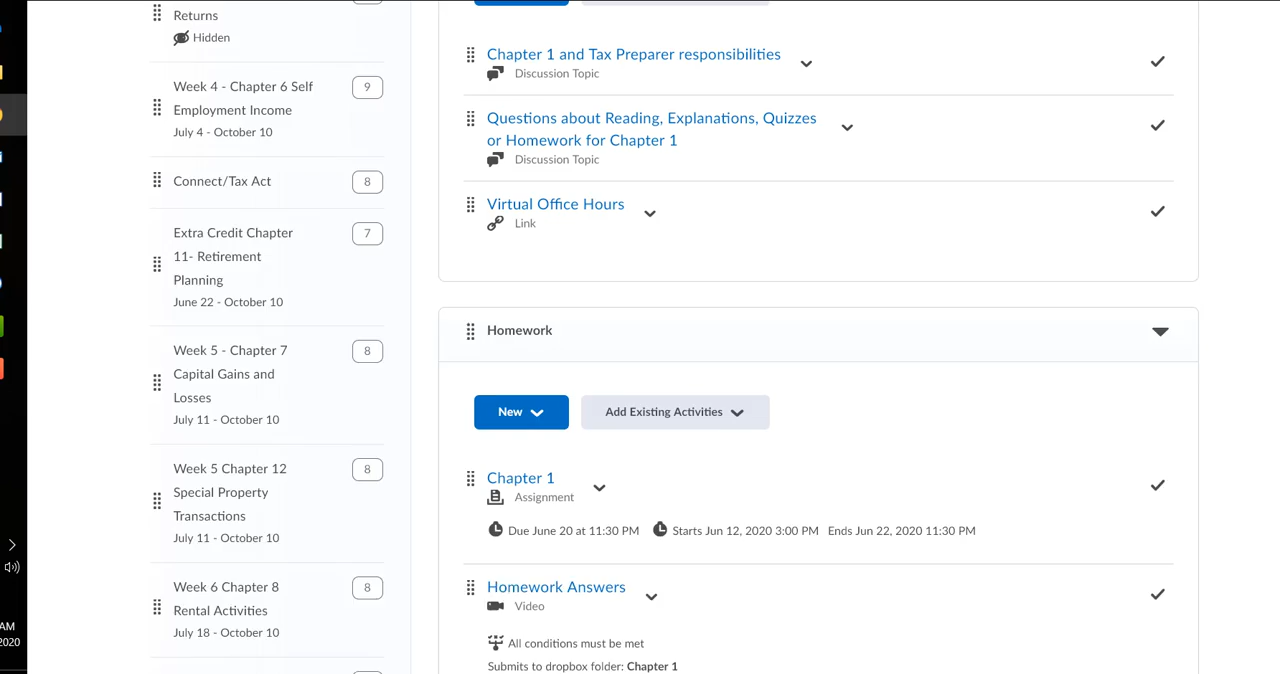 Returns
Hidden
Week 4 - Chapter 6 Self
Employment Income
July 4 - October 10
9
Connect/Tax Act
8
Extra Credit Chapter
11- Retirement
Planning
June 22 - October 10
7
Week 5 - Chapter 7
Capital Gains and
Losses
July 11 - October 10
8
Week 5 Chapter 12
Special Property
Transactions
July 11 - October 10
8
Week 6 Chapter 8
Rental Activities
July 18 - October 10
8
AM
2020
Chapter 1 and Tax Preparer responsibilities
Discussion Topic
Questions about Reading, Explanations, Quizzes
or Homework for Chapter 1
Discussion Topic
Virtual Office Hours
Link
Homework
New
Add Existing Activities
Chapter 1
Assignment
Due June 20 at 11:30 PM Starts Jun 12, 2020 3:00 PM Ends Jun 22, 2020 11:30 PM
Homework Answers
Video
All conditions must be met
Submits to dropbox folder: Chapter 1